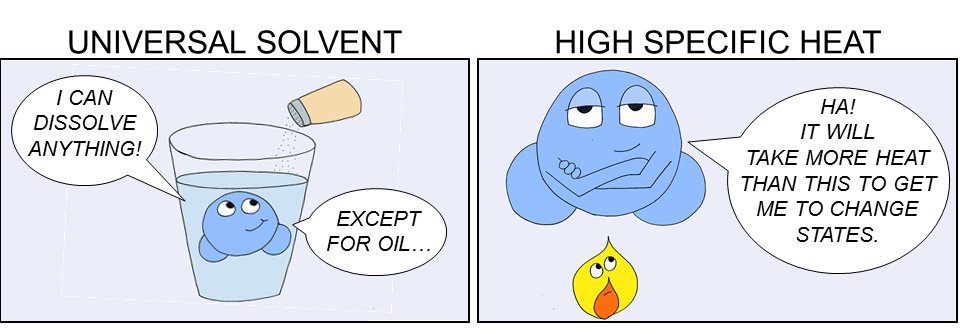 UNIVERSAL SOLVENT
I CAN
DISSOLVE
ANYTHING!
EXCEPT
FOR OIL…
HIGH SPECIFIC HEAT
HA!
IT WILL
TAKE MORE HEAT
THAN THIS TO GET
ME TO CHANGE
STATES.